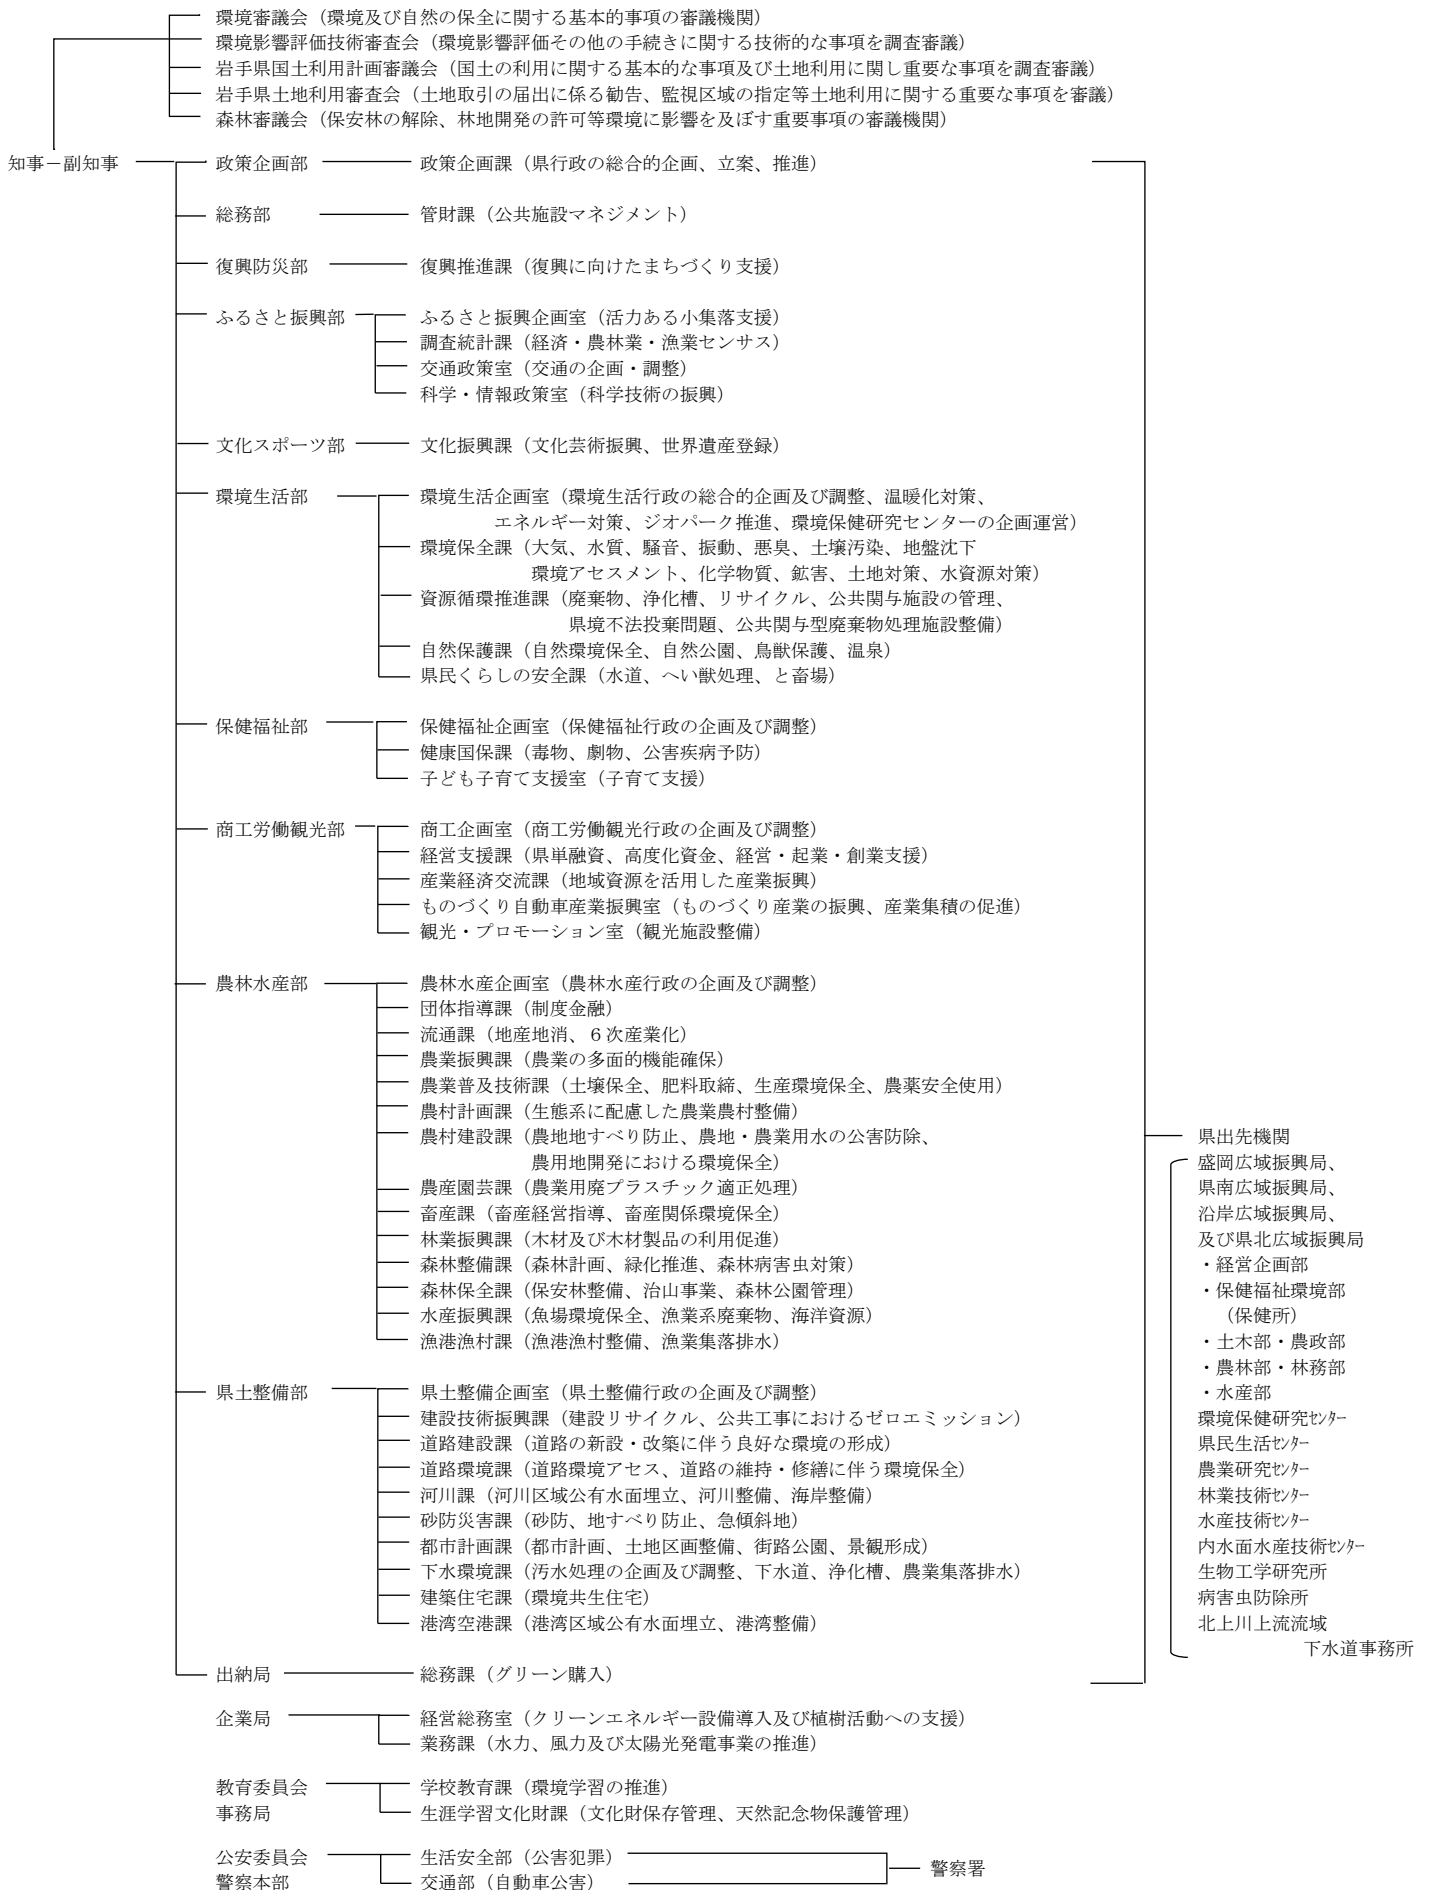 環境審議会（環境及び自然の保全に関する基本的事項の審議機関）
環境影響評価技術審査会（環境影響評価その他の手続きに関する技術的な事項を調査審議）
岩手県国土利用計画審議会（国土の利用に関する基本的な事項及び土地利用に関し重要な事項を調査審議）
岩手県土地利用審査会（土地取引の届出に係る勧告、監視区域の指定等土地利用に関する重要な事項を審議）
森林審議会（保安林の解除、林地開発の許可等環境に影響を及ぼす重要事項の審議機関）
知事－副知事
政策企画部 政策企画課（県行政の総合的企画、立案、推進）
総務部 管財課（公共施設マネジメント）
復興防災部 復興推進課（復興に向けたまちづくり支援）
ふるさと振興部 ふるさと振興企画室（活力ある小集落支援）
調査統計課（経済・農林業・漁業センサス）
交通政策室（交通の企画・調整）
科学・情報政策室（科学技術の振興）
文化スポーツ部 文化振興課（文化芸術振興、世界遺産登録）
環境生活部 環境生活企画室（環境生活行政の総合的企画及び調整、温暖化対策、
エネルギー対策、ジオパーク推進、環境保健研究センターの企画運営）
環境保全課（大気、水質、騒音、振動、悪臭、土壌汚染、地盤沈下
環境アセスメント、化学物質、鉱害、土地対策、水資源対策）
資源循環推進課（廃棄物、浄化槽、リサイクル、公共関与施設の管理、
県境不法投棄問題、公共関与型廃棄物処理施設整備）
自然保護課（自然環境保全、自然公園、鳥獣保護、温泉）
県民くらしの安全課（水道、へい獣処理、と畜場）
保健福祉部 保健福祉企画室（保健福祉行政の企画及び調整）
健康国保課（毒物、劇物、公害疾病予防）
子ども子育て支援室（子育て支援）
商工労働観光部 商工企画室（商工労働観光行政の企画及び調整）
経営支援課（県単融資、高度化資金、経営・起業・創業支援）
産業経済交流課（地域資源を活用した産業振興）
ものづくり自動車産業振興室（ものづくり産業の振興、産業集積の促進）
観光・プロモーション室（観光施設整備）
農林水産部 農林水産企画室（農林水産行政の企画及び調整）
団体指導課（制度金融）
流通課（地産地消、６次産業化）
農業振興課（農業の多面的機能確保）
農業普及技術課（土壌保全、肥料取締、生産環境保全、農薬安全使用）
農村計画課（生態系に配慮した農業農村整備）
農村建設課（農地地すべり防止、農地・農業用水の公害防除、
農用地開発における環境保全）
農産園芸課（農業用廃プラスチック適正処理）
畜産課（畜産経営指導、畜産関係環境保全）
林業振興課（木材及び木材製品の利用促進）
森林整備課（森林計画、緑化推進、森林病害虫対策）
森林保全課（保安林整備、治山事業、森林公園管理）
水産振興課（魚場環境保全、漁業系廃棄物、海洋資源）
漁港漁村課（漁港漁村整備、漁業集落排水）
県土整備部 県土整備企画室（県土整備行政の企画及び調整）
建設技術振興課（建設リサイクル、公共工事におけるゼロエミッション）
道路建設課（道路の新設・改築に伴う良好な環境の形成）
道路環境課（道路環境アセス、道路の維持・修繕に伴う環境保全）
河川課（河川区域公有水面埋立、河川整備、海岸整備）
砂防災害課（砂防、地すべり防止、急傾斜地）
都市計画課（都市計画、土地区画整備、街路公園、景観形成）
下水環境課（汚水処理の企画及び調整、下水道、浄化槽、農業集落排水）
建築住宅課（環境共生住宅）
港湾空港課（港湾区域公有水面埋立、港湾整備）
出納局 総務課（グリーン購入）
県出先機関
盛岡広域振興局、
県南広域振興局、
沿岸広域振興局、
及び県北広域振興局
・経営企画部
・保健福祉環境部
（保健所）
・土木部・農政部
・農林部・林務部
・水産部
環境保健研究ｾﾝﾀｰ
県民生活ｾﾝﾀｰ
農業研究ｾﾝﾀｰ
林業技術ｾﾝﾀｰ
水産技術ｾﾝﾀｰ
内水面水産技術ｾﾝﾀｰ
生物工学研究所
病害虫防除所
北上川上流流域
下水道事務所
企業局 経営総務室（クリーンエネルギー設備導入及び植樹活動への支援）
業務課（水力、風力及び太陽光発電事業の推進）
教育委員会 学校教育課（環境学習の推進）
事務局 生涯学習文化財課（文化財保存管理、天然記念物保護管理）
公安委員会 生活安全部（公害犯罪）
警察署
警察本部 交通部（自動車公害）